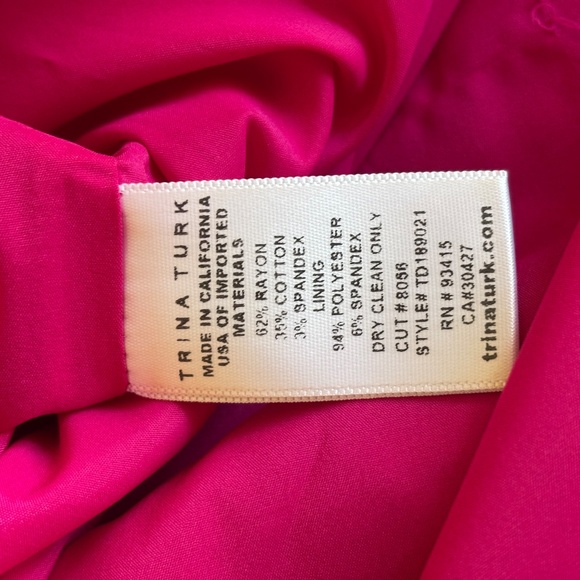 TRINA TURK
MADE IN CALIFORNIA
USA OF IMPORTED
MATERIALS
62% RAYON
35% COTTON
3% SPANDEX
LINING
94% POLYESTER
6% SPANDEX
DRY CLEAN ONLY
CUT# 8056
STYLE# TD189021
RN# 93415
CA#30427
trinaturk.com